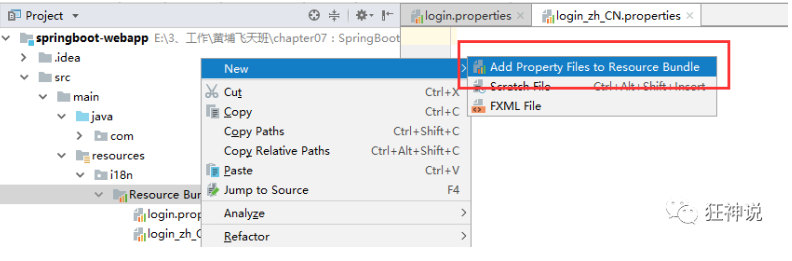 Project
login.properties
login_zh_CN.properties
springboot-webapp E:\3、工作\黄埔飞天班\chapter07 : SpringBoot
.idea
src
main
java
com
resources
i18n
Resource Bun
login.prop
login_zh_C
New
Cut Ctrl+X
Copy Ctrl+C
Copy Paths Ctrl+Shift+C
Copy Relative Paths Ctrl+Alt+Shift+C
Paste Ctrl+V
Jump to Source F4
Analyze
Refactor
Add Property Files to Resource Bundle
Scratch File Ctrl+Alt+Shift+Insert
FXML File
狂神说